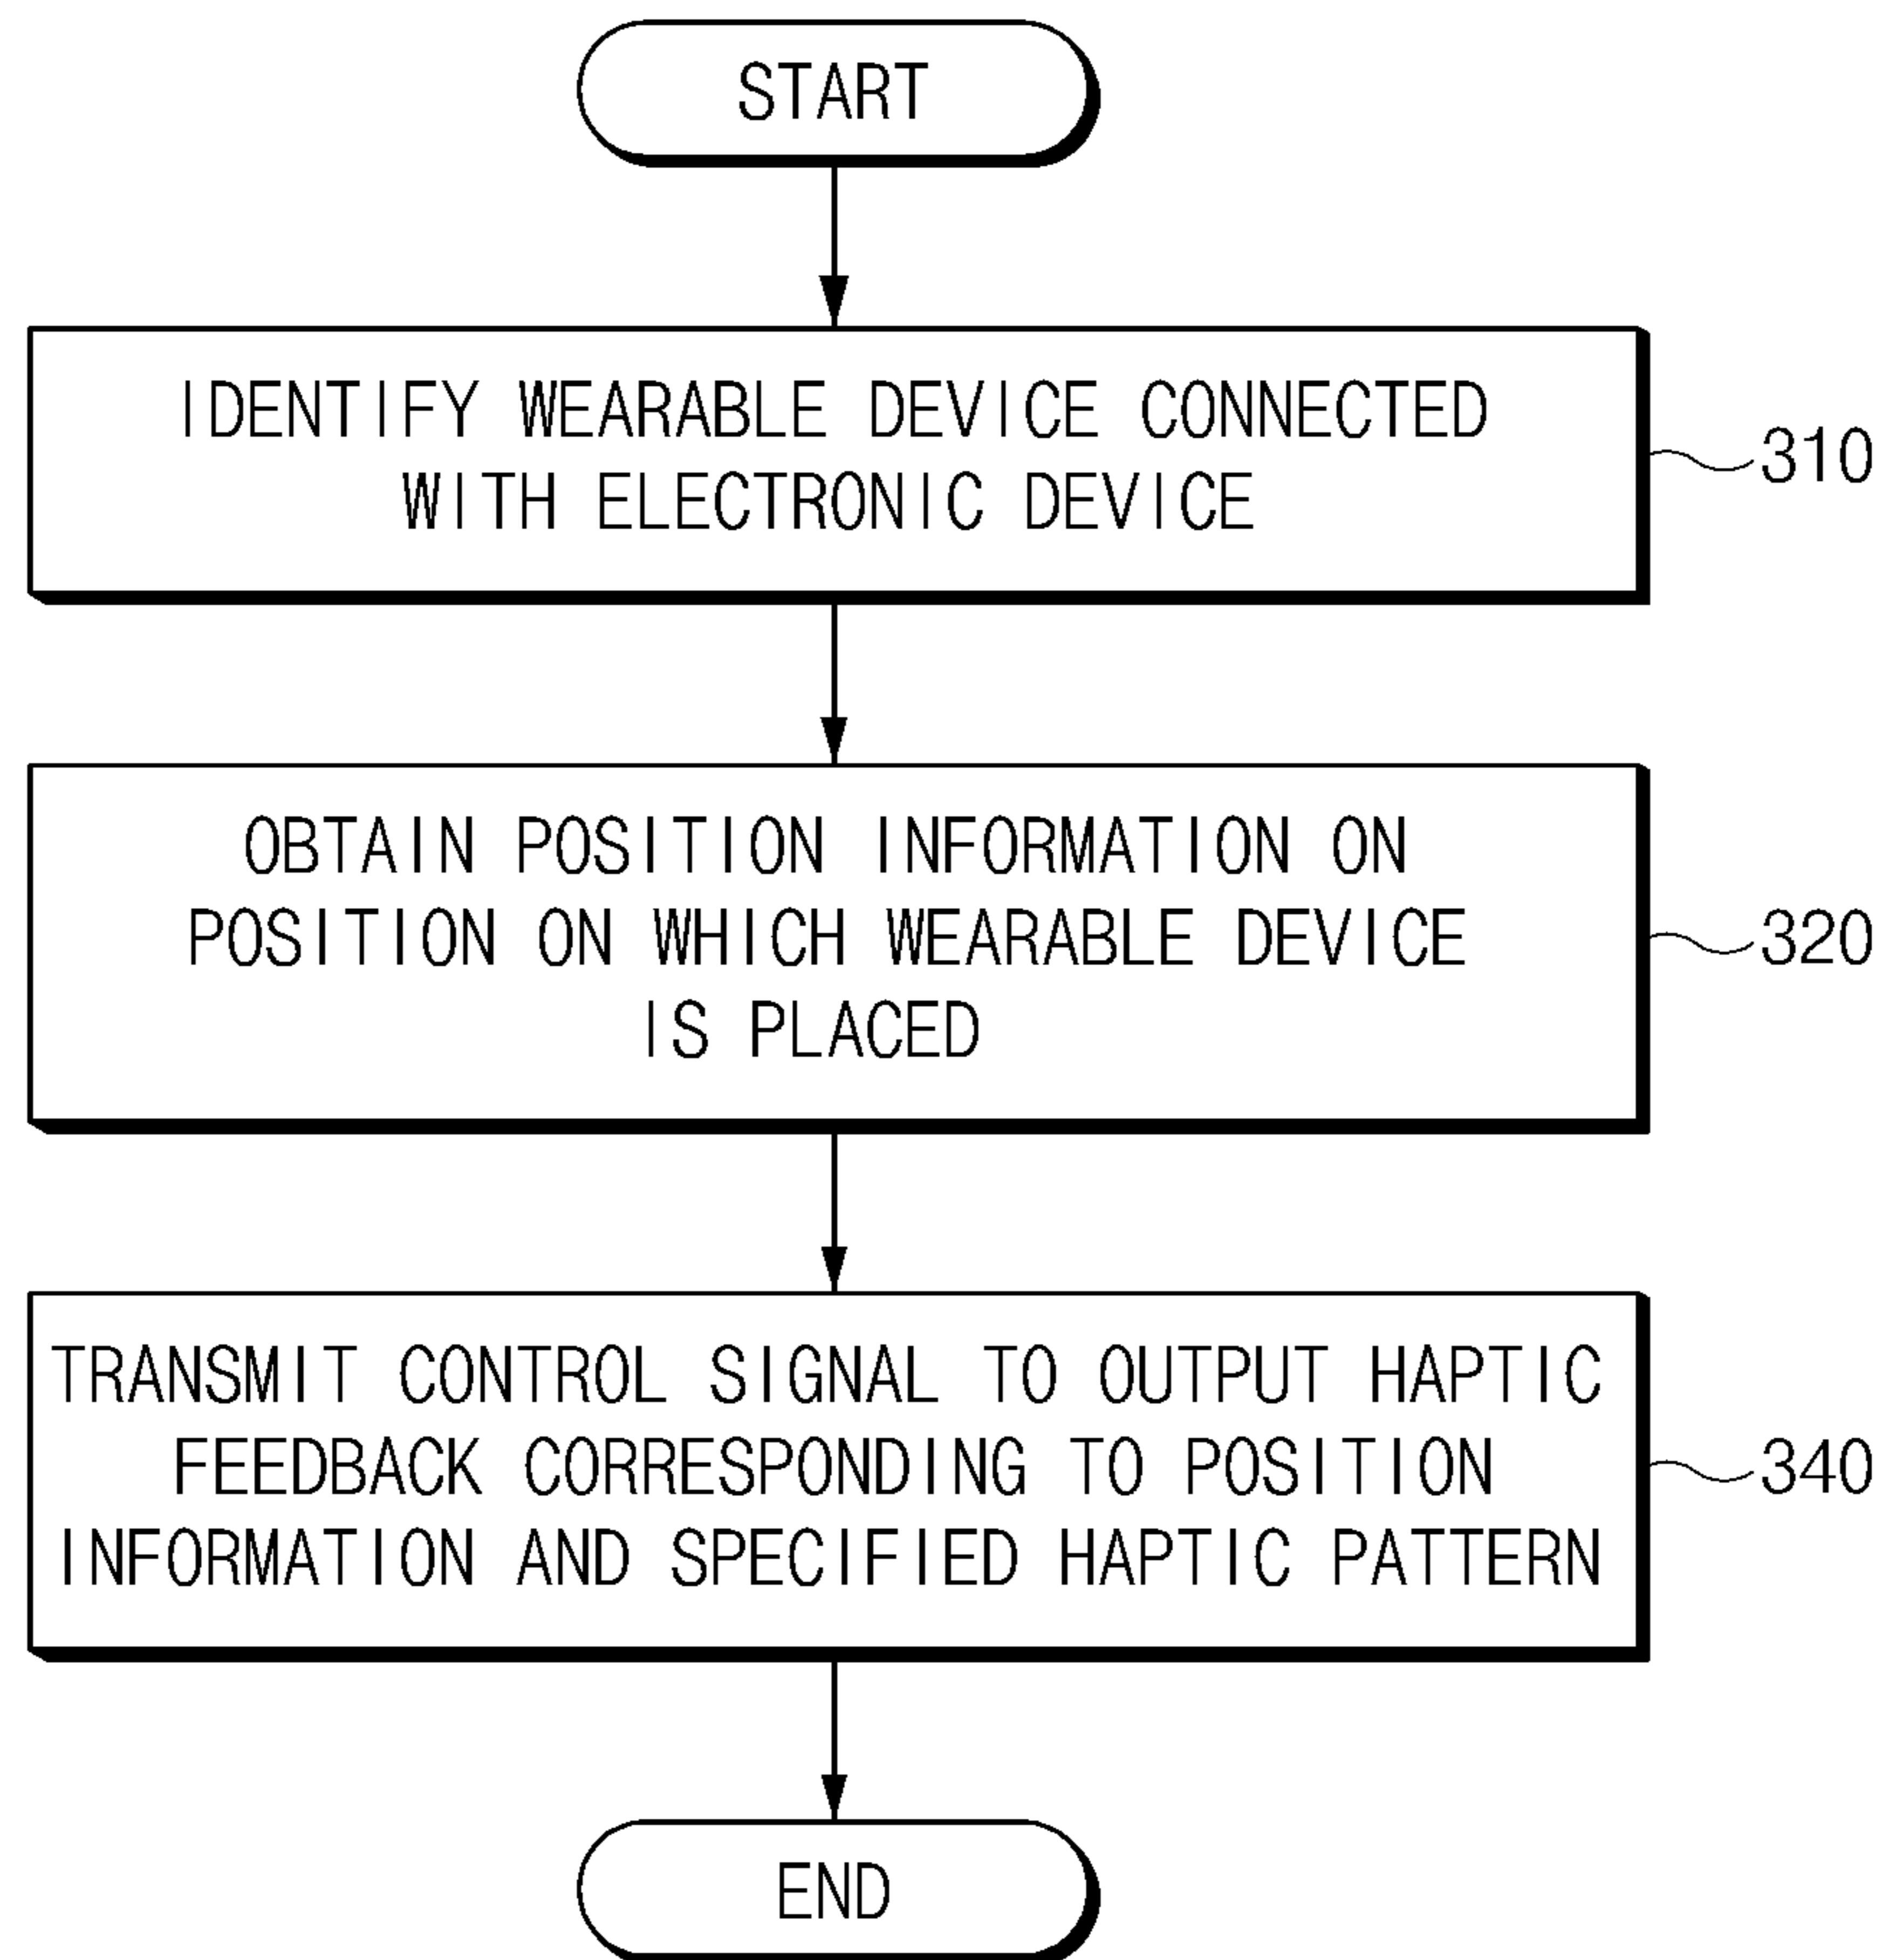 START
IDENTIFY WEARABLE DEVICE CONNECTED
WITH ELECTRONIC DEVICE
310
OBTAIN POSITION INFORMATION ON
POSITION ON WHICH WEARABLE DEVICE
IS PLACED
320
TRANSMIT CONTROL SIGNAL TO OUTPUT HAPTIC
FEEDBACK CORRESPONDING TO POSITION
INFORMATION AND SPECIFIED HAPTIC PATTERN
340
END